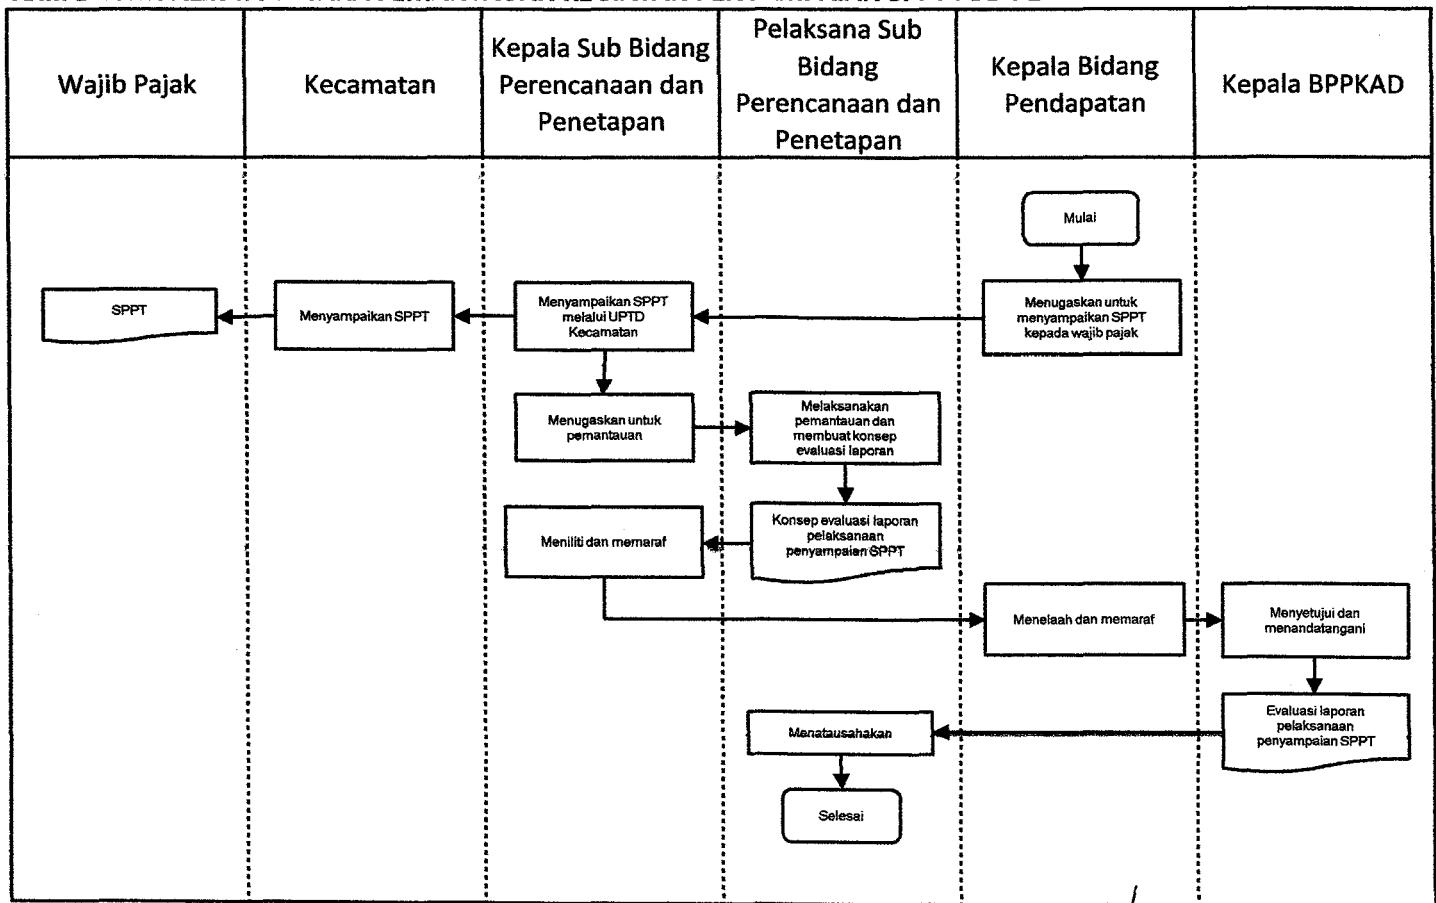 Wajib Pajak
Kecamatan
Kepala Sub Bidang
Perencanaan dan
Penetapan
Pelaksana Sub
Bidang
Perencanaan dan
Penetapan
Kepala Bidang
Pendapatan
Kepala BPPKAD
Mulai
Menugaskan untuk
menyampaikan SPPT
kepada wajib pajak
Menyampaikan SPPT
melalui UPTD
Kecamatan
Menyampaikan SPPT
SPPT
Menugaskan untuk
pemantauan
Melaksanakan
pemantauan dan
membuat konsep
evaluasi laporan
Konsep evaluasi laporan
pelaksanaan
penyampaian SPPT
Meniliti dan memaraf
Menelaah dan memaraf
Menyetujui dan
menandatangani
Evaluasi laporan
pelaksanaan
penyampaian SPPT
Menatausahakan
Selesai